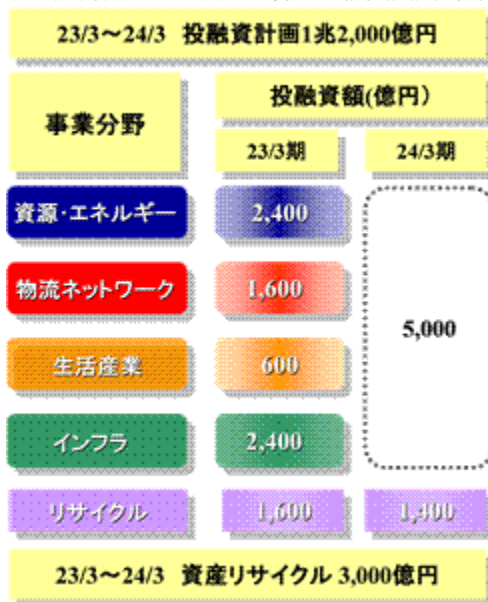 23/3～24/3 投融資計画1兆2,000億円
事業分野
投融資額(億円)
23/3期 24/3期
資源･エネルギー 2,400
物流ネットワーク 1,600
5,000
生活産業 600
インフラ 2,400
リサイクル 1,600 1,400
23/3～24/3 資産リサイクル 3,000億円